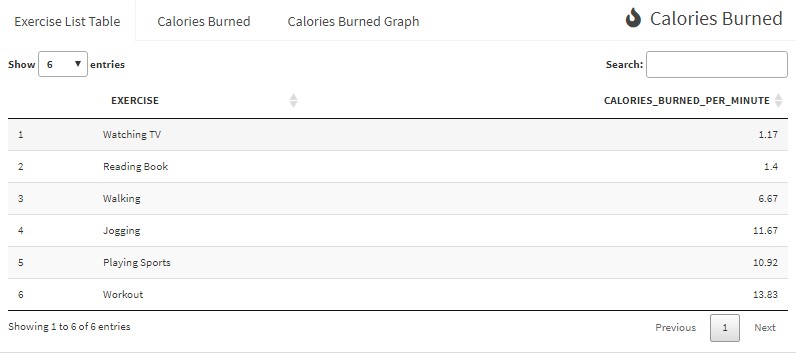 Exercise List Table Calories Burned Calories Burned Graph Calories Burned
Show 6 entries Search:
EXERCISE CALORIES_BURNED_PER_MINUTE
1 Watching TV 1.17
2 Reading Book 1.4
3 Walking 6.67
4 Jogging 11.67
5 Playing Sports 10.92
6 Workout 13.83
Showing 1 to 6 of 6 entries Previous 1 Next